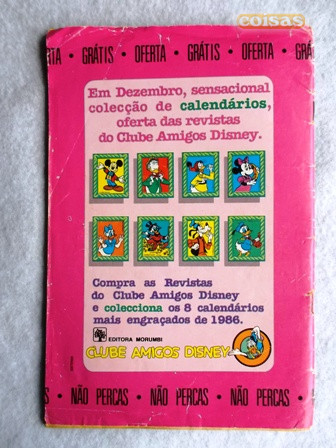 coisas
RTA • GRÁTIS • OFERTA • GRÁTIS • OFERTA • GRÁ
Em Dezembro, sensacional
colecção de calendários,
oferta das revistas
do Clube Amigos Disney.
Compra as Revistas
do Clube Amigos Disney
e colecciona os 8 calendários
mais engraçados de 1986.
EDITORA MORUMBI
CLUBE AMIGOS DISNEY
• NÃO PERCAS • NÃO PERCAS • NÃO PERCAS •